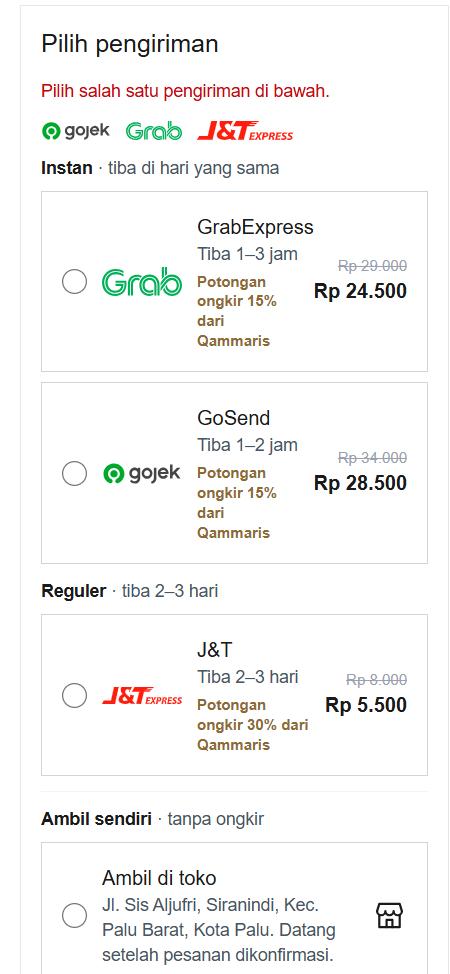 Pilih pengiriman
Pilih salah satu pengiriman di bawah.
gojek Grab J&T EXPRESS
Instan · tiba di hari yang sama
GrabExpress
Tiba 1–3 jam
Grab
Potongan
ongkir 15%
dari
Qammaris
Rp 29.000
Rp 24.500
GoSend
Tiba 1–2 jam
gojek
Potongan
ongkir 15%
dari
Qammaris
Rp 34.000
Rp 28.500
Reguler · tiba 2–3 hari
J&T
Tiba 2–3 hari
J&T EXPRESS
Potongan
ongkir 30% dari
Qammaris
Rp 8.000
Rp 5.500
Ambil sendiri · tanpa ongkir
Ambil di toko
Jl. Sis Aljufri, Siranindi, Kec.
Palu Barat, Kota Palu. Datang
setelah pesanan dikonfirmasi.